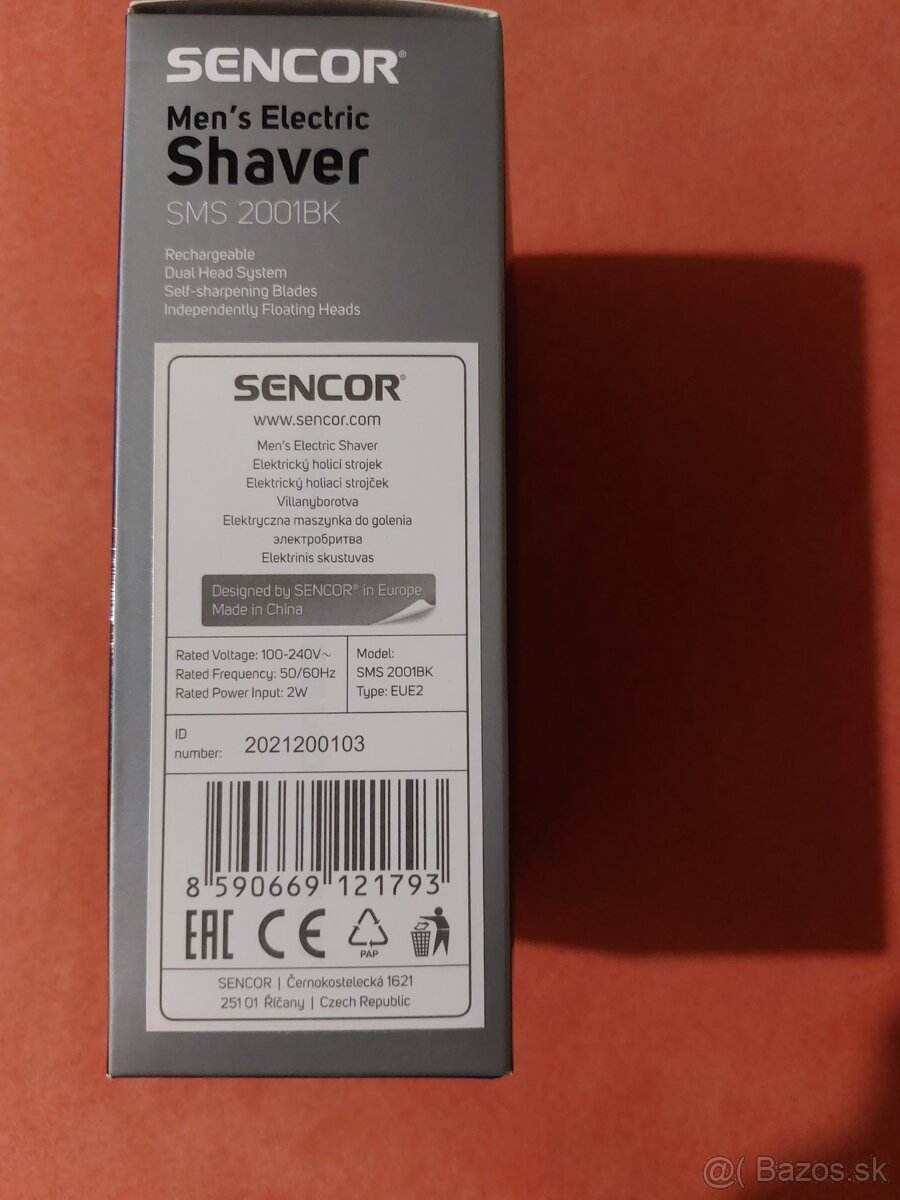 SENCOR®
Men's Electric
Shaver
SMS 2001BK
Rechargeable
Dual Head System
Self-sharpening Blades
Independently Floating Heads
SENCOR®
www.sencor.com
Men's Electric Shaver
Elektrický holicí strojek
Elektrický holiaci strojček
Villanyborotva
Elektryczna maszynka do golenia
электробритва
Elektrinis skustuvas
Designed by SENCOR® in Europe
Made in China
Rated Voltage: 100-240V~
Rated Frequency: 50/60Hz
Rated Power Input: 2W
Model:
SMS 2001BK
Type: EUE2
ID
number: 2021200103
8 590669 121793
EAC CE
PAP
SENCOR | Černokostelecká 1621
251 01 Říčany | Czech Republic
@( Bazos.sk